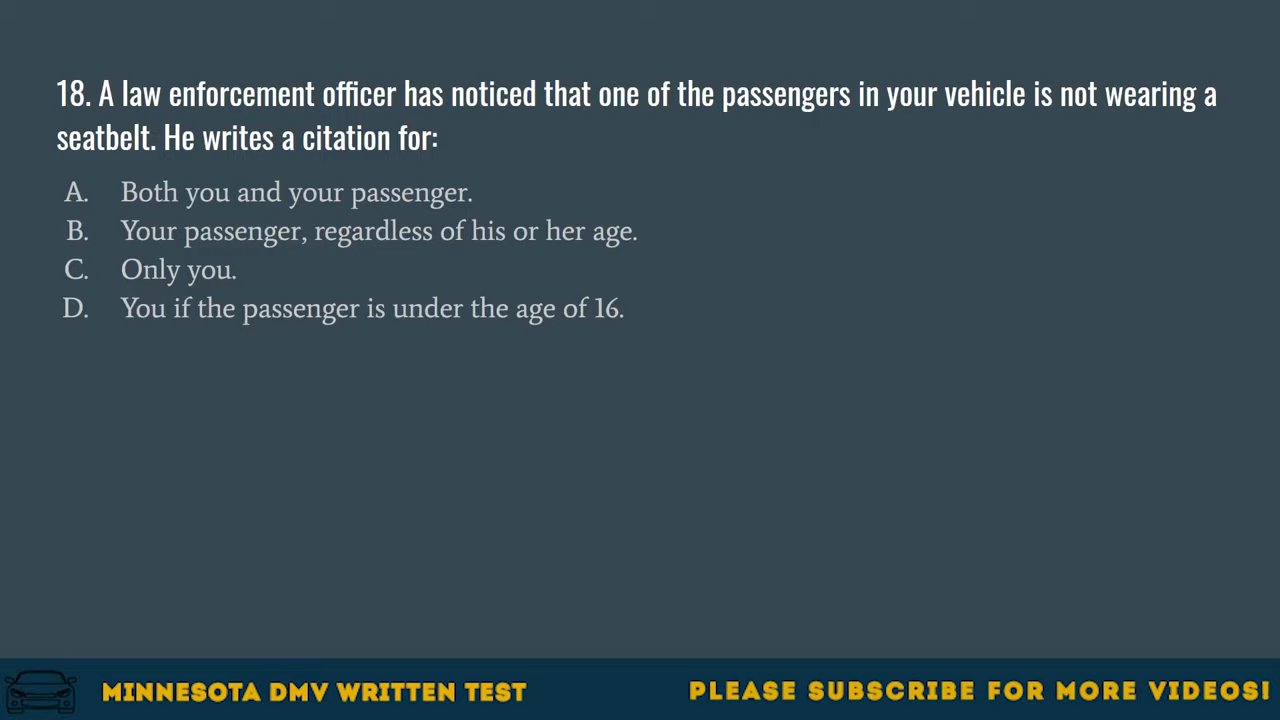 18. A law enforcement officer has noticed that one of the passengers in your vehicle is not wearing a
seatbelt. He writes a citation for:
A. Both you and your passenger.
B. Your passenger, regardless of his or her age.
C. Only you.
D. You if the passenger is under the age of 16.
MINNESOTA DMV WRITTEN TEST
PLEASE SUBSCRIBE FOR MORE VIDEOS!